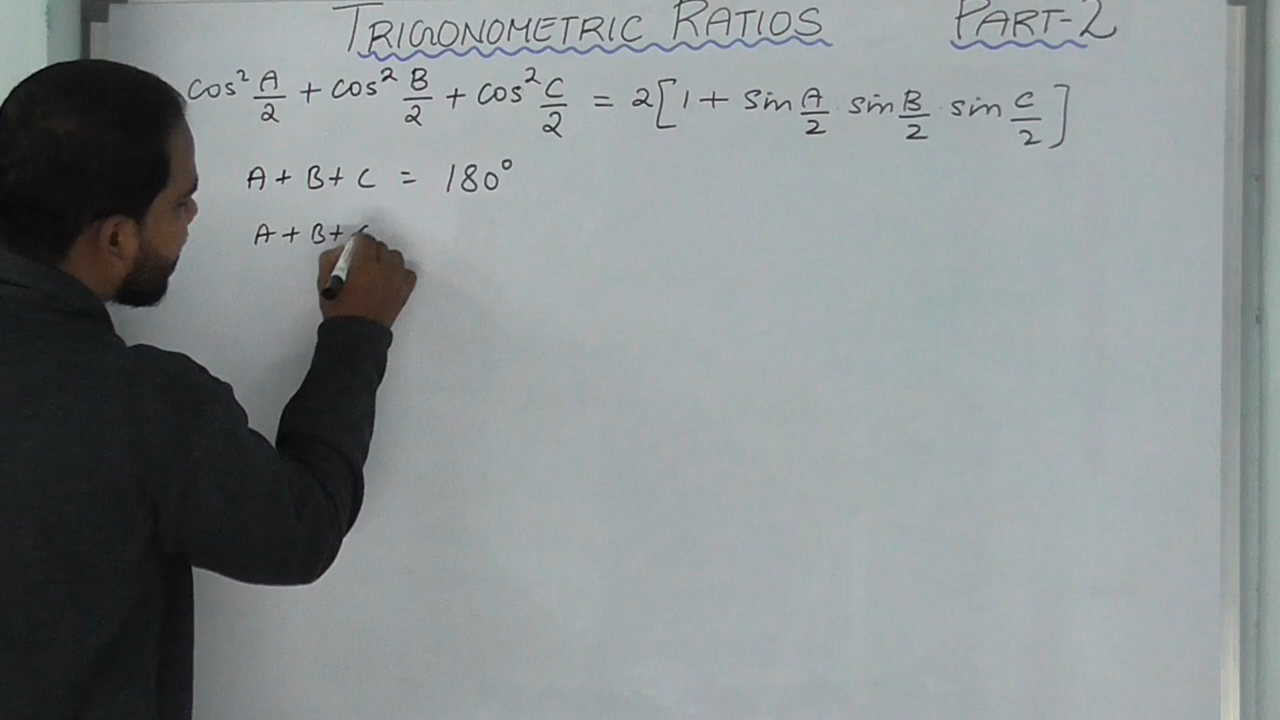 TRIGONOMETRIC RATIOS PART-2
cos² A/2 + cos² B/2 + cos² C/2 = 2[1 + sin A/2 sin B/2 sin C/2]
A + B + C = 180°
A + B + C